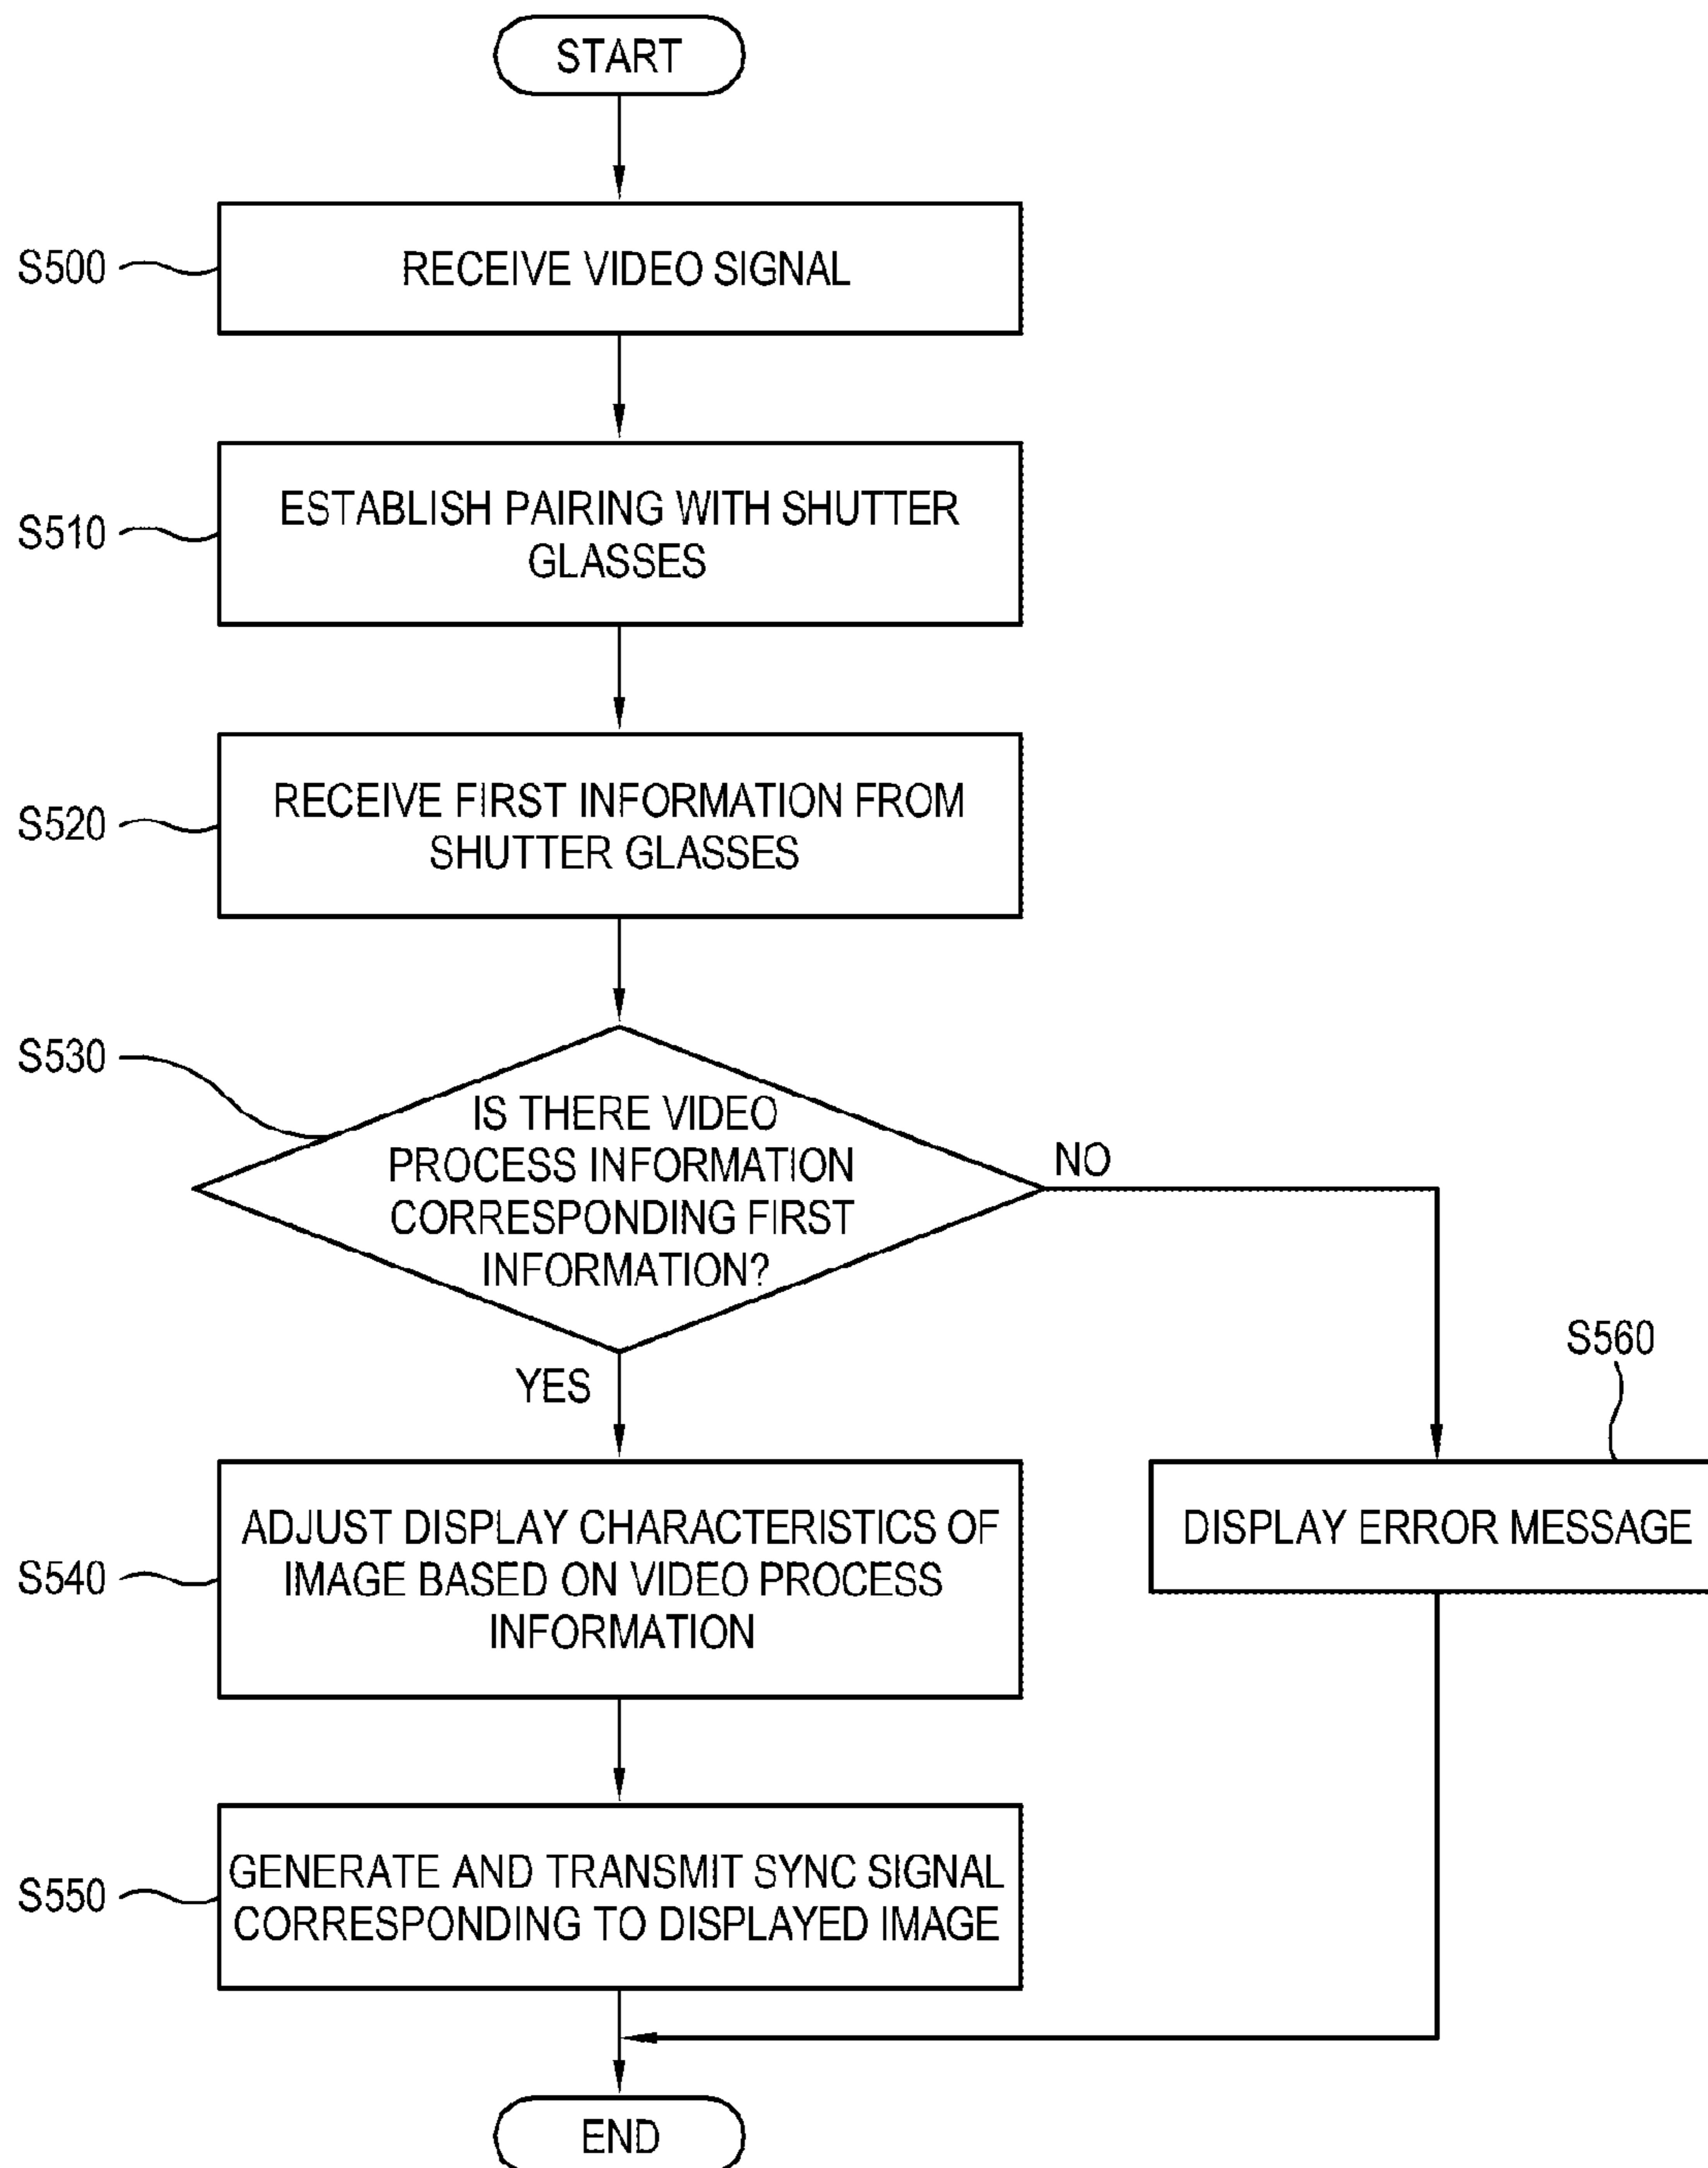 START
S500
RECEIVE VIDEO SIGNAL
S510
ESTABLISH PAIRING WITH SHUTTER
GLASSES
S520
RECEIVE FIRST INFORMATION FROM
SHUTTER GLASSES
S530
IS THERE VIDEO
PROCESS INFORMATION
CORRESPONDING FIRST
INFORMATION?
NO
YES
S560
DISPLAY ERROR MESSAGE
S540
ADJUST DISPLAY CHARACTERISTICS OF
IMAGE BASED ON VIDEO PROCESS
INFORMATION
S550
GENERATE AND TRANSMIT SYNC SIGNAL
CORRESPONDING TO DISPLAYED IMAGE
END